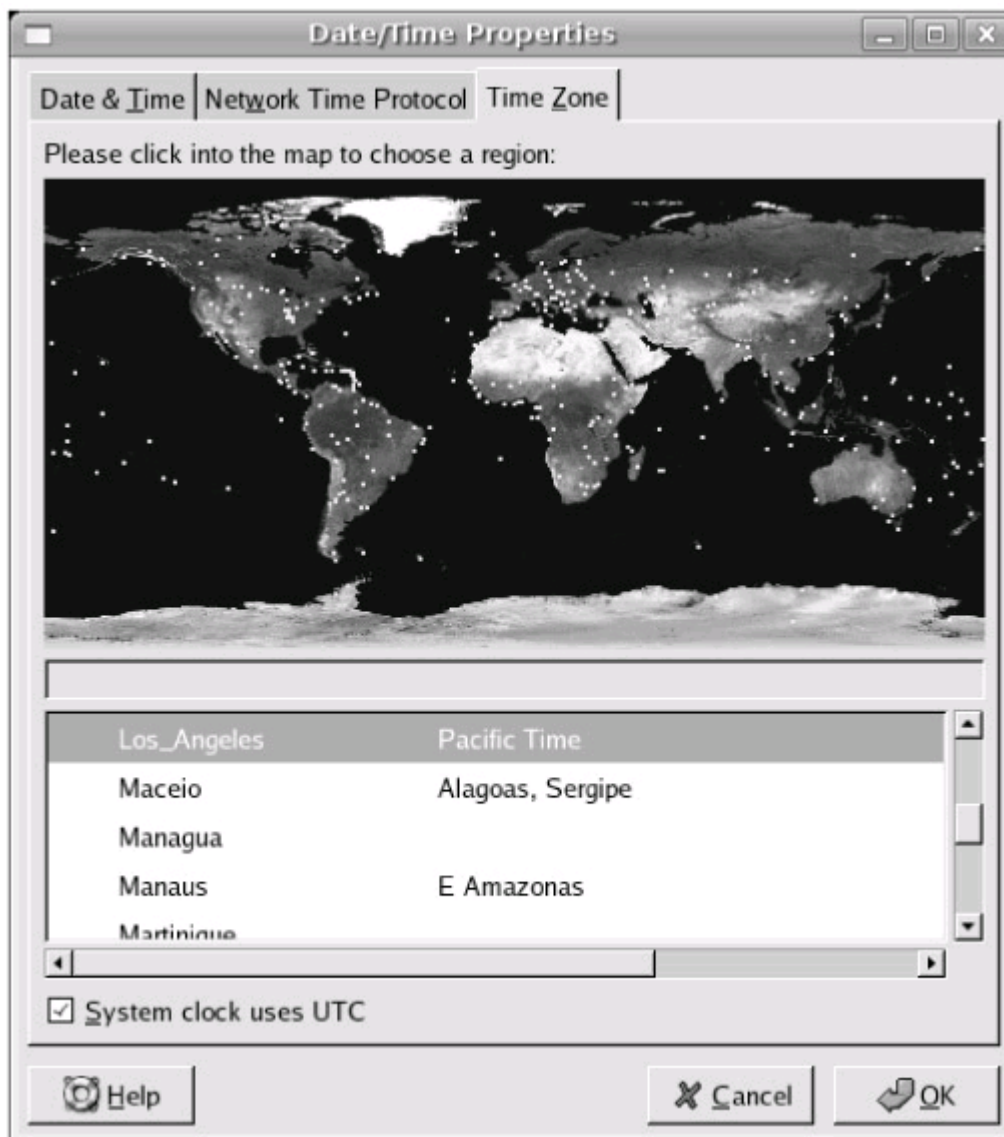 Date/Time Properties
Date & Time Network Time Protocol Time Zone
Please click into the map to choose a region:
Los_Angeles Pacific Time
Maceio Alagoas, Sergipe
Managua
Manaus E Amazonas
Martinique
System clock uses UTC
Help Cancel OK